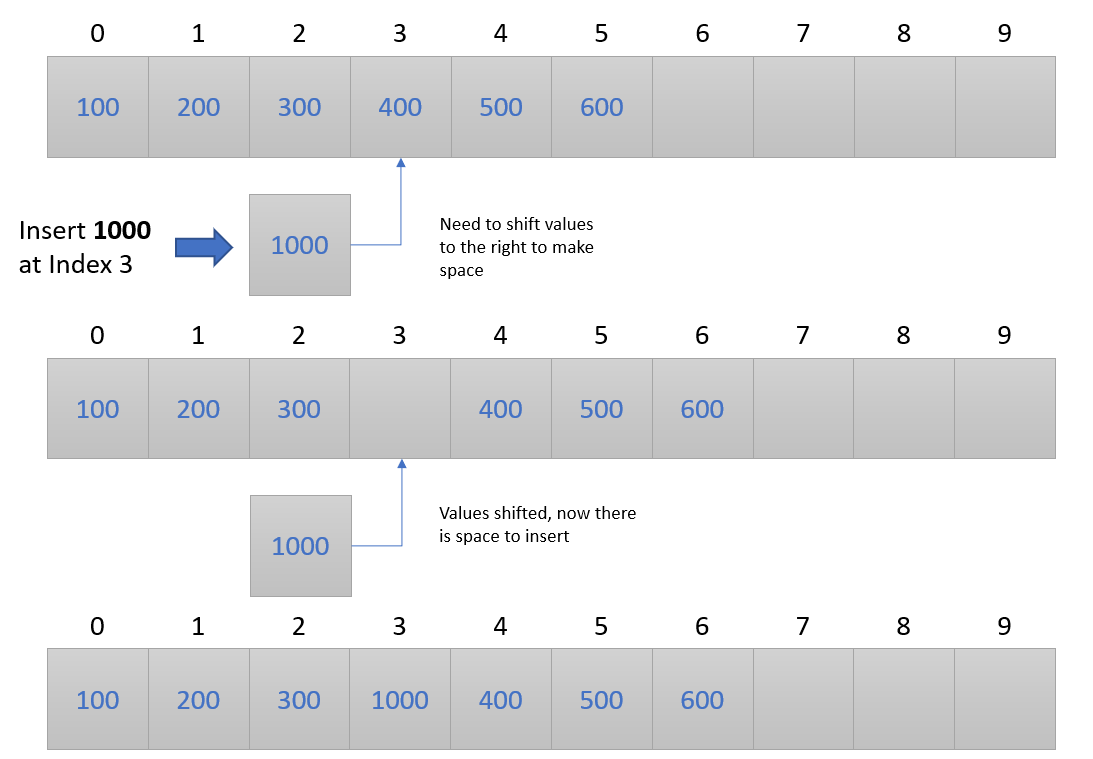 0 1 2 3 4 5 6 7 8 9
100 200 300 400 500 600
Insert 1000
at Index 3
1000
Need to shift values
to the right to make
space
0 1 2 3 4 5 6 7 8 9
100 200 300 400 500 600
1000
Values shifted, now there
is space to insert
0 1 2 3 4 5 6 7 8 9
100 200 300 1000 400 500 600